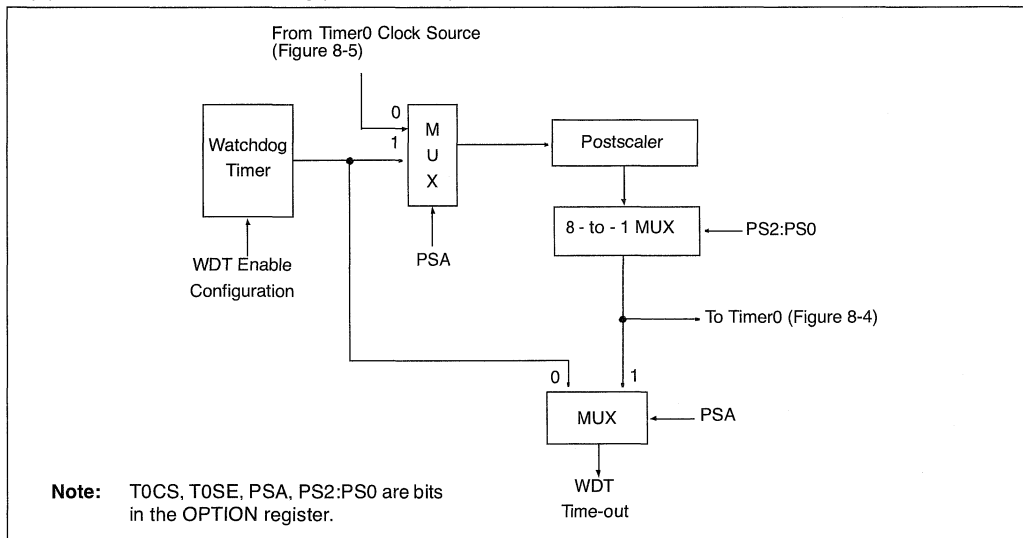 From Timer0 Clock Source
(Figure 8-5)
0
1
Watchdog
Timer
M
U
X
Postscaler
8 - to - 1 MUX
PS2:PS0
PSA
WDT Enable
Configuration
To Timer0 (Figure 8-4)
0
1
MUX
PSA
WDT
Time-out
Note: T0CS, T0SE, PSA, PS2:PS0 are bits
in the OPTION register.